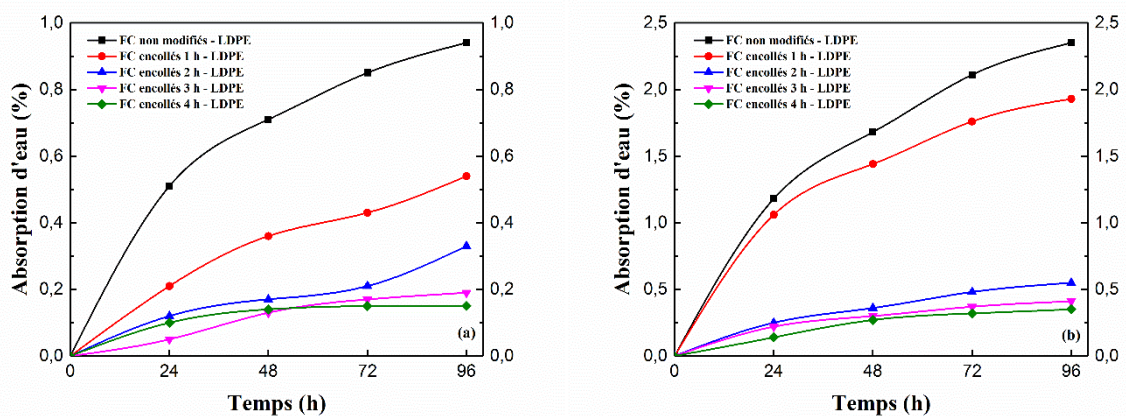 1,0
0,8
0,6
0,4
0,2
0,0
Absorption d'eau (%)
FC non modifiés - LDPE
FC encollés 1 h - LDPE
FC encollés 2 h - LDPE
FC encollés 3 h - LDPE
FC encollés 4 h - LDPE
1,0
0,8
0,6
0,4
0,2
0,0
(a)
0 24 48 72 96
Temps (h)
2,5
2,0
1,5
1,0
0,5
0,0
Absorption d'eau (%)
FC non modifiés - LDPE
FC encollés 1 h - LDPE
FC encollés 2 h - LDPE
FC encollés 3 h - LDPE
FC encollés 4 h - LDPE
2,5
2,0
1,5
1,0
0,5
0,0
(b)
0 24 48 72 96
Temps (h)